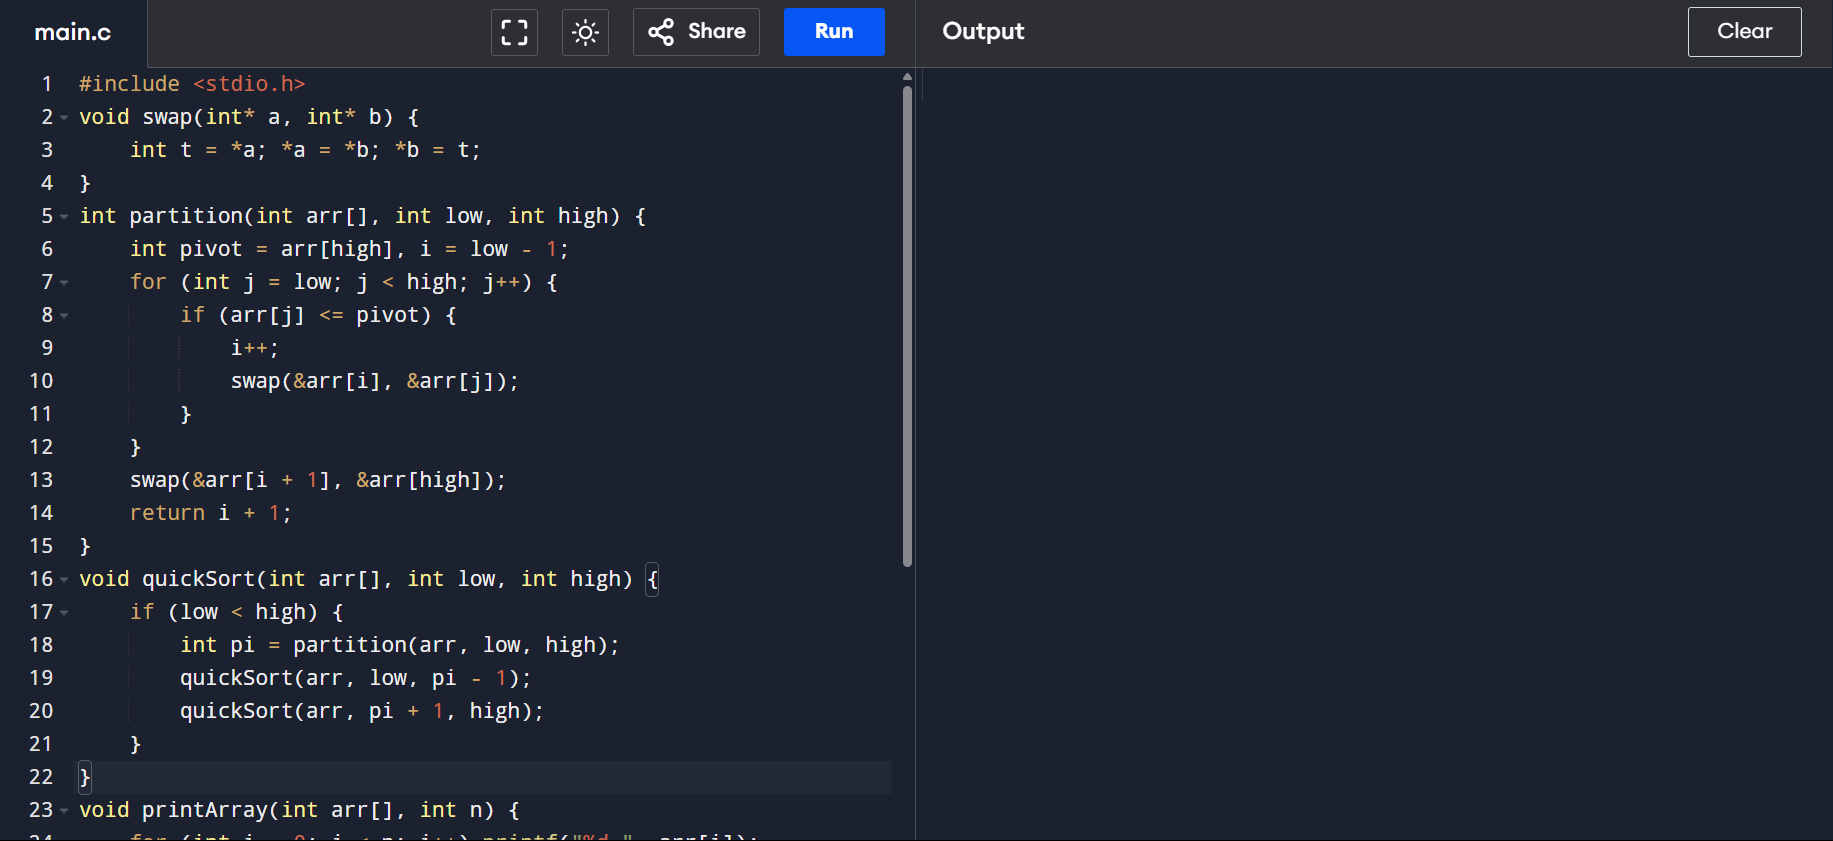 main.c
Share
Run
Output
Clear
1 #include <stdio.h>
2 void swap(int* a, int* b) {
3     int t = *a; *a = *b; *b = t;
4 }
5 int partition(int arr[], int low, int high) {
6     int pivot = arr[high], i = low - 1;
7     for (int j = low; j < high; j++) {
8         if (arr[j] <= pivot) {
9             i++;
10             swap(&arr[i], &arr[j]);
11         }
12     }
13     swap(&arr[i + 1], &arr[high]);
14     return i + 1;
15 }
16 void quickSort(int arr[], int low, int high) {
17     if (low < high) {
18         int pi = partition(arr, low, high);
19         quickSort(arr, low, pi - 1);
20         quickSort(arr, pi + 1, high);
21     }
22 }
23 void printArray(int arr[], int n) {
24     for (int i = 0; i < n; i++) printf("%d ", arr[i]);